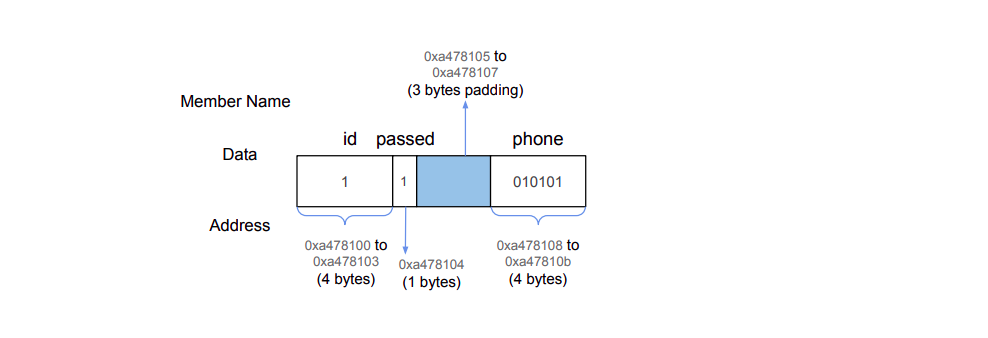 0xa478105 to
0xa478107
(3 bytes padding)
Member Name
id passed phone
Data
1 1 010101
Address
0xa478100 to
0xa478103
(4 bytes)
0xa478104
(1 bytes)
0xa478108 to
0xa47810b
(4 bytes)